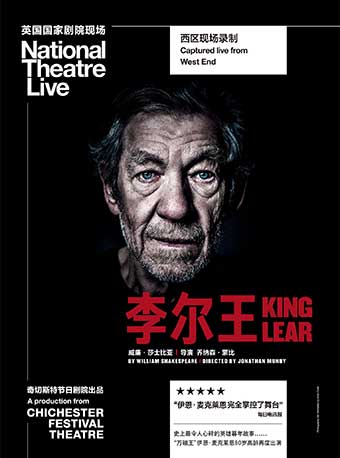 英国国家剧院现场
National
Theatre
Live
西区现场录制
Captured live from
West End
李尔王 KING
LEAR
威廉·莎士比亚 | 导演 乔纳森·蒙比
BY WILLIAM SHAKESPEARE | DIRECTED BY JONATHAN MUNBY
奇切斯特节日剧院出品
A production from
CHICHESTER
FESTIVAL
THEATRE
★★★★★
“伊恩·麦克莱恩完全掌控了舞台”
每日电讯报
史上最令人心碎的英雄暮年故事……
“万磁王”伊恩·麦克莱恩80岁高龄再度出演